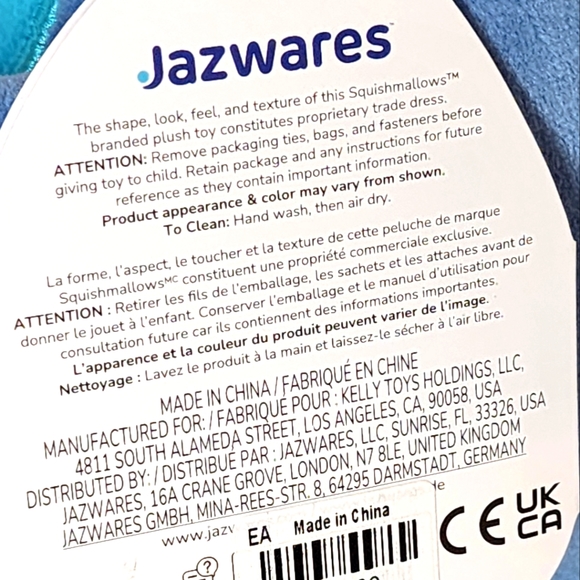 Jazwares™
The shape, look, feel, and texture of this Squishmallows™
branded plush toy constitutes proprietary trade dress.
ATTENTION: Remove packaging ties, bags, and fasteners before
giving toy to child. Retain package and any instructions for future
reference as they contain important information.
Product appearance & color may vary from shown.
To Clean: Hand wash, then air dry.
La forme, l'aspect, le toucher et la texture de cette peluche de marque
Squishmallowsᴹᶜ constituent une propriété commerciale exclusive.
ATTENTION : Retirer les fils de l'emballage, les sachets et les attaches avant de
donner le jouet à l'enfant. Conserver l'emballage et le manuel d'utilisation pour
consultation future car ils contiennent des informations importantes.
L'apparence et la couleur du produit peuvent varier de l'image.
Nettoyage : Lavez le produit à la main et laissez-le sécher à l'air libre.
MADE IN CHINA / FABRIQUÉ EN CHINE
MANUFACTURED FOR: / FABRIQUÉ POUR : KELLY TOYS HOLDINGS, LLC,
4811 SOUTH ALAMEDA STREET, LOS ANGELES, CA, 90058, USA
DISTRIBUTED BY: / DISTRIBUÉ PAR : JAZWARES, LLC, SUNRISE, FL, 33326, USA
JAZWARES, 16A CRANE GROVE, LONDON, N7 8LE, UNITED KINGDOM
JAZWARES GMBH, MINA-REES-STR. 8, 64295 DARMSTADT, GERMANY
www.jazw
EA Made in China
CE UK
CA